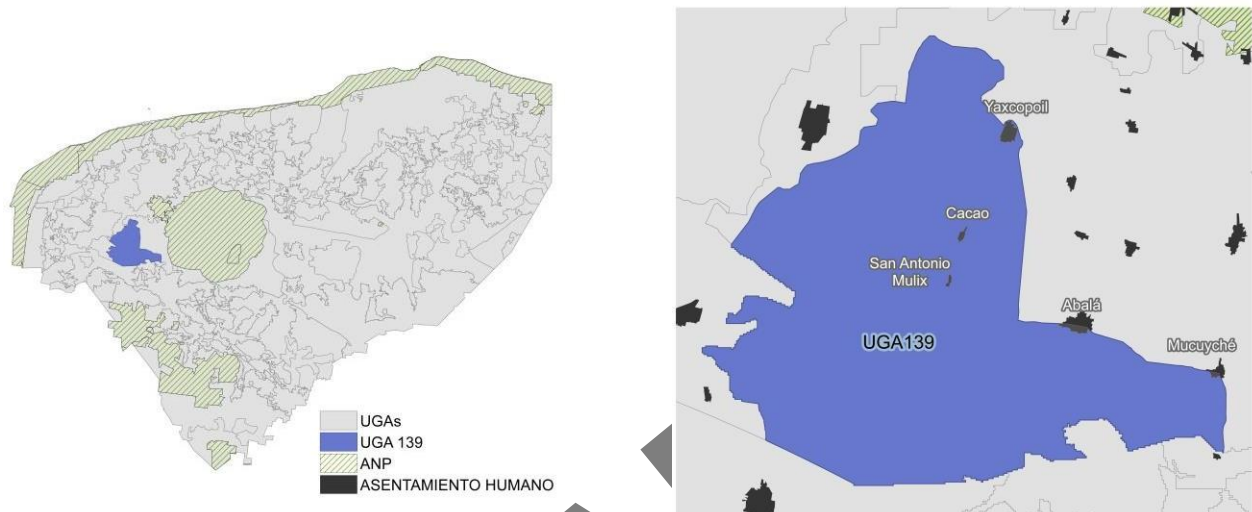 UGAs
UGA 139
ANP
ASENTAMIENTO HUMANO
Yaxcopoil
Cacao
San Antonio
Mulix
Abalá
UGA139
Mucuyché